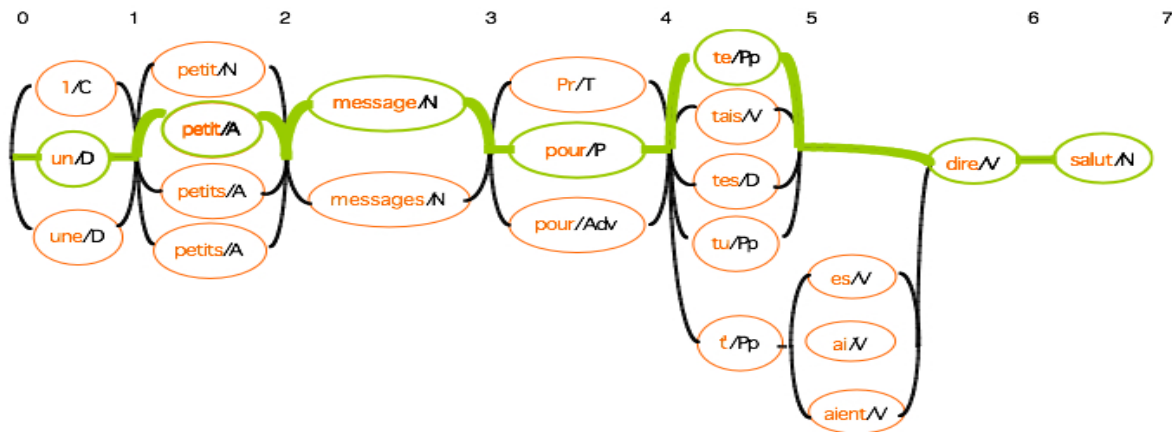 0 1 2 3 4 5 6 7
1/C
un/D
une/D
petit/N
petit/A
petits/A
petits/A
message/N
messages/N
Pr/T
pour/P
pour/Adv
te/Pp
tais/V
tes/D
tu/Pp
t'/Pp
es/V
ai/V
aient/V
dire/V
salut/N